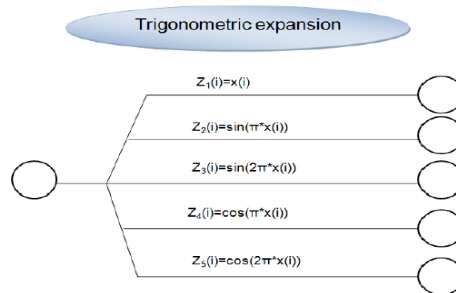 Trigonometric expansion
Z₁(i)=x(i)
Z₂(i)=sin(π*x(i))
Z₃(i)=sin(2π*x(i))
Z₄(i)=cos(π*x(i))
Z₅(i)=cos(2π*x(i))